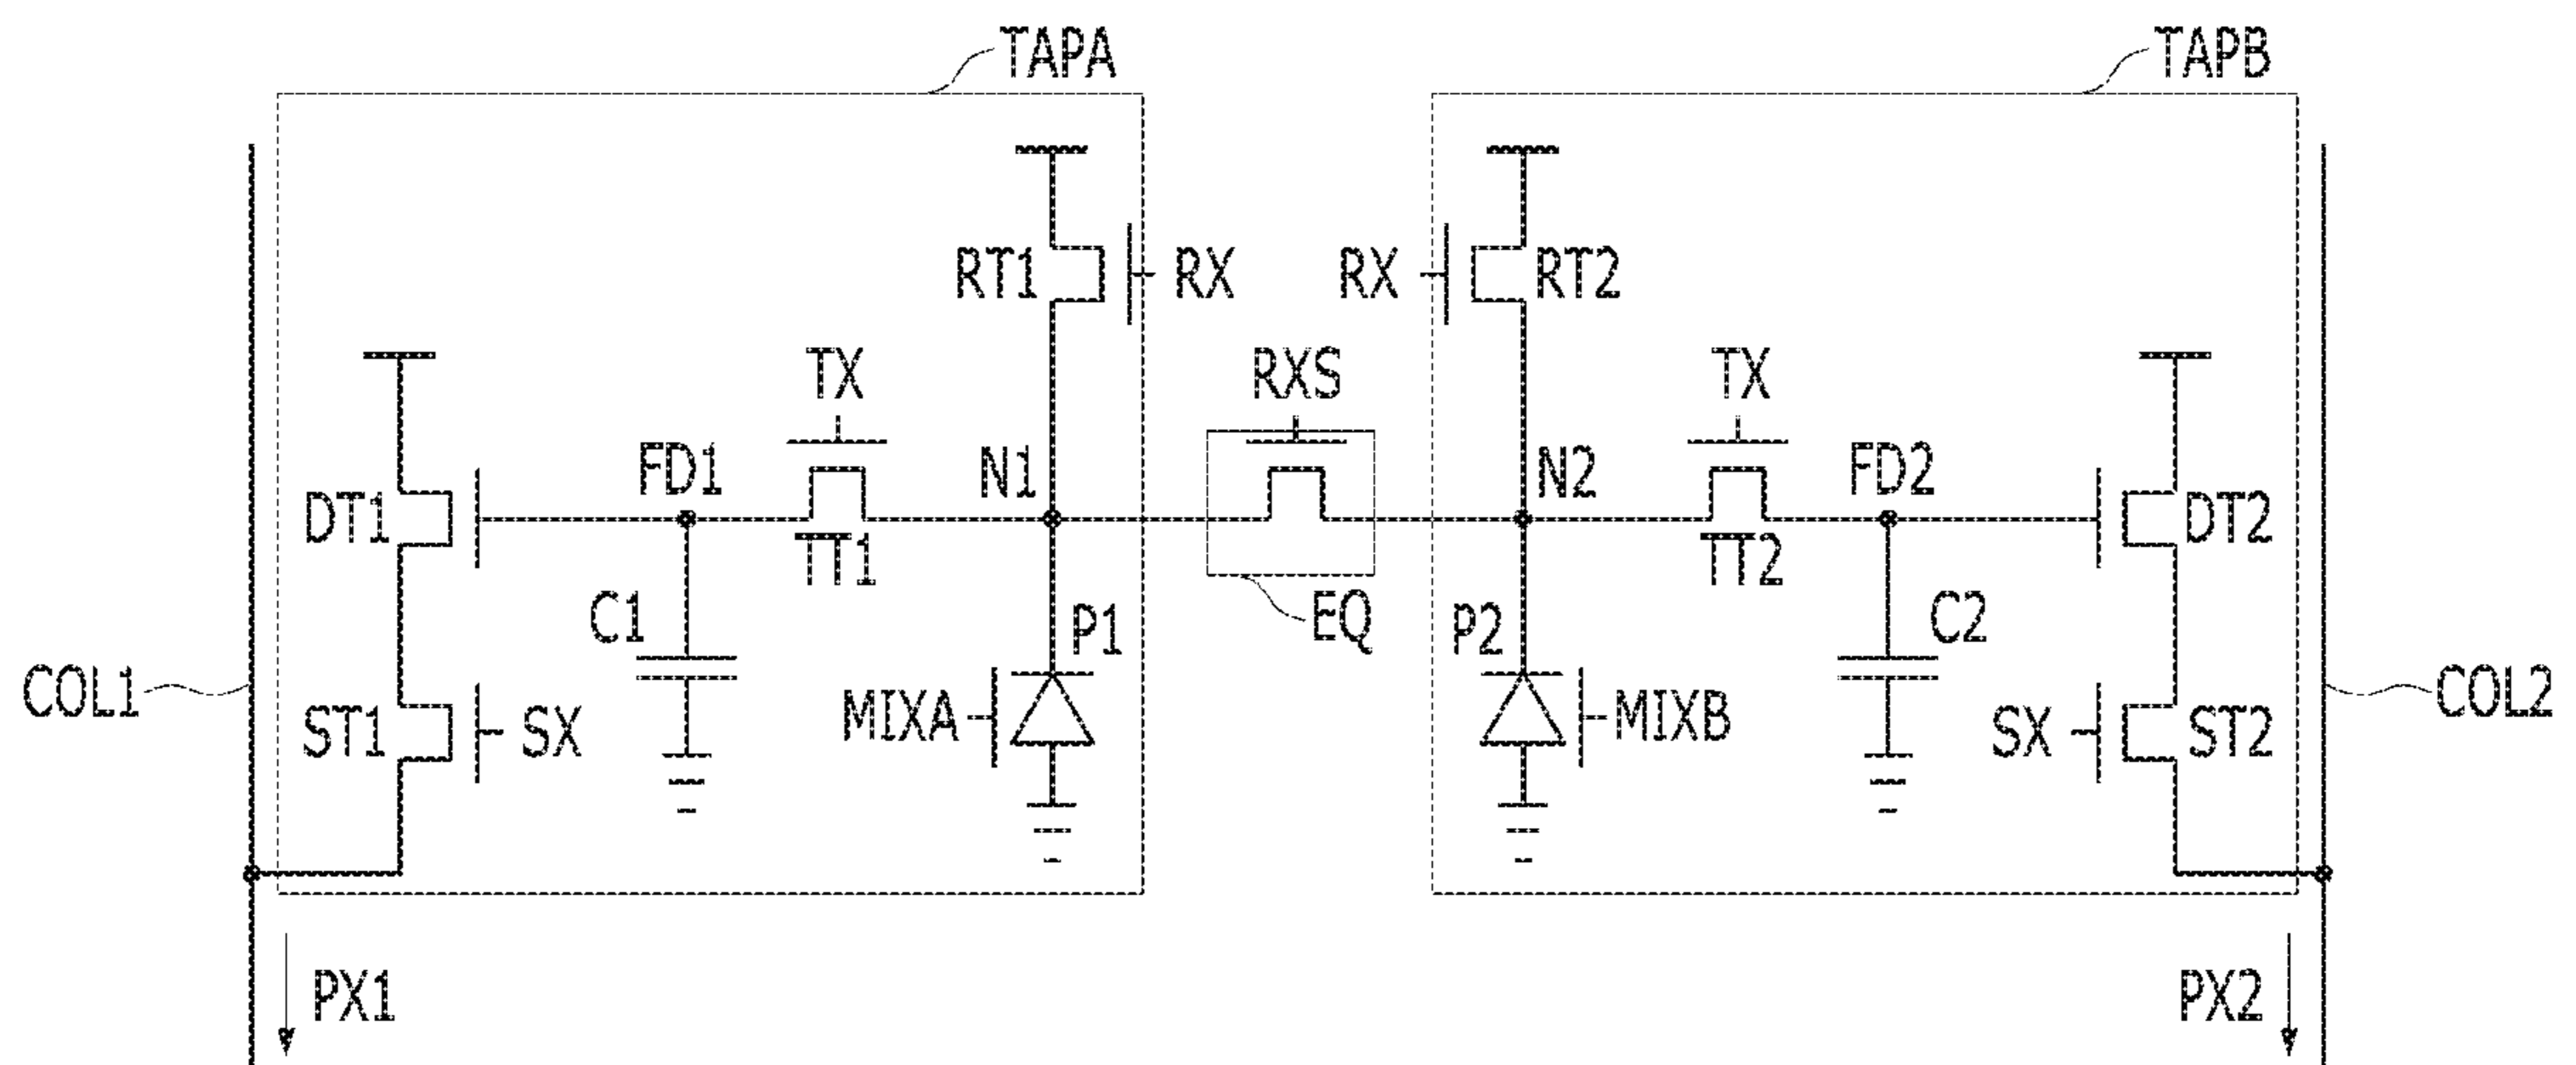 TAPA
TAPB
RT1
RX
RX
RT2
TX
RXS
TX
FD1
N1
N2
FD2
DT1
DT2
TT1
TT2
C1
P1
EQ
P2
C2
COL1
MIXA
MIXB
COL2
ST1
SX
SX
ST2
PX1
PX2